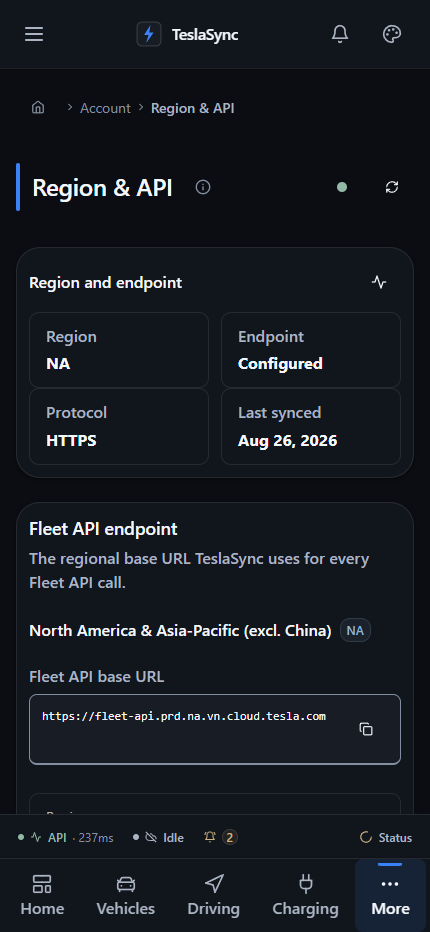 TeslaSync
Account
Region & API
Region & API
Region and endpoint
Region
NA
Endpoint
Configured
Protocol
HTTPS
Last synced
Aug 26, 2026
Fleet API endpoint
The regional base URL TeslaSync uses for every
Fleet API call.
North America & Asia-Pacific (excl. China) NA
Fleet API base URL
https://fleet-api.prd.na.vn.cloud.tesla.com
API · 237ms
Idle
2
Status
Home
Vehicles
Driving
Charging
More